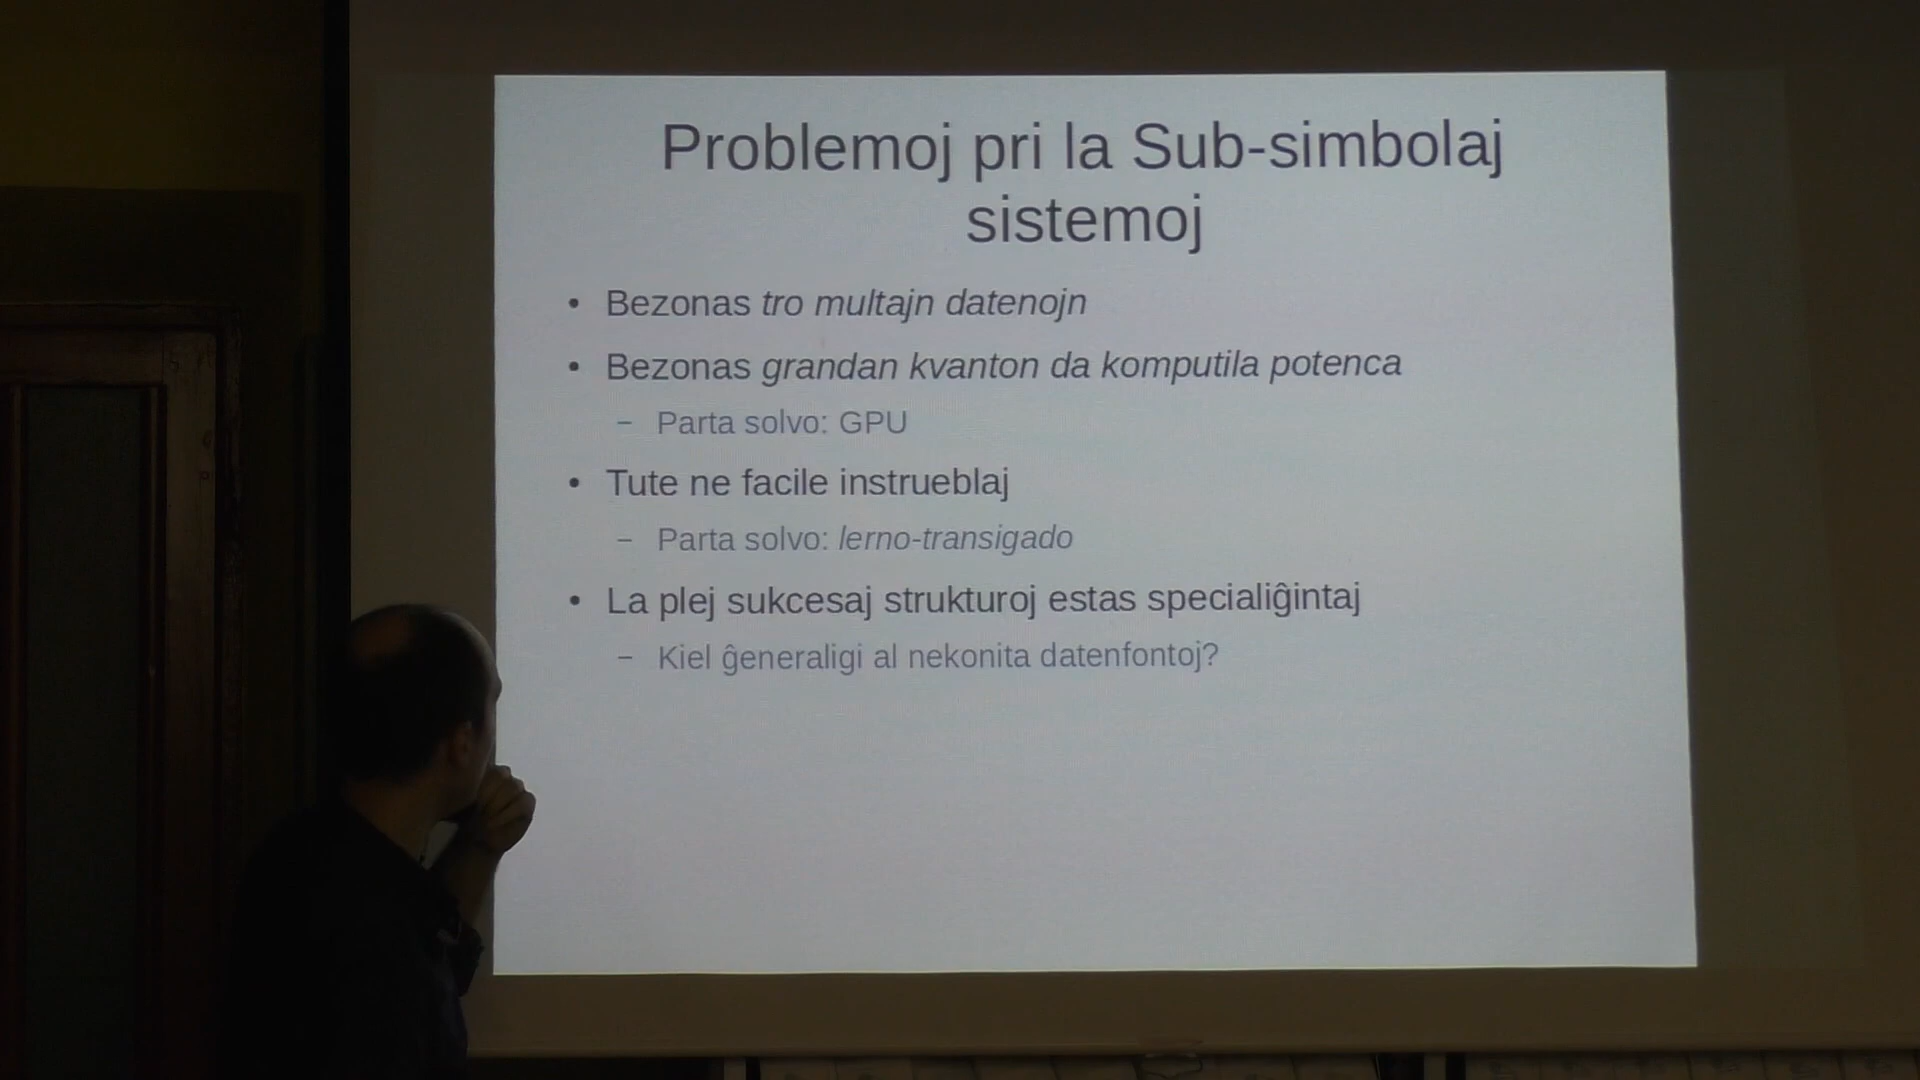 Problemoj pri la Sub-simbolaj
sistemoj
• Bezonas tro multajn datenojn
• Bezonas grandan kvanton da komputila potenca
– Parta solvo: GPU
• Tute ne facile instrueblaj
– Parta solvo: lerno-transigado
• La plej sukcesaj strukturoj estas specialiĝintaj
– Kiel ĝeneraligi al nekonita datenfontoj?